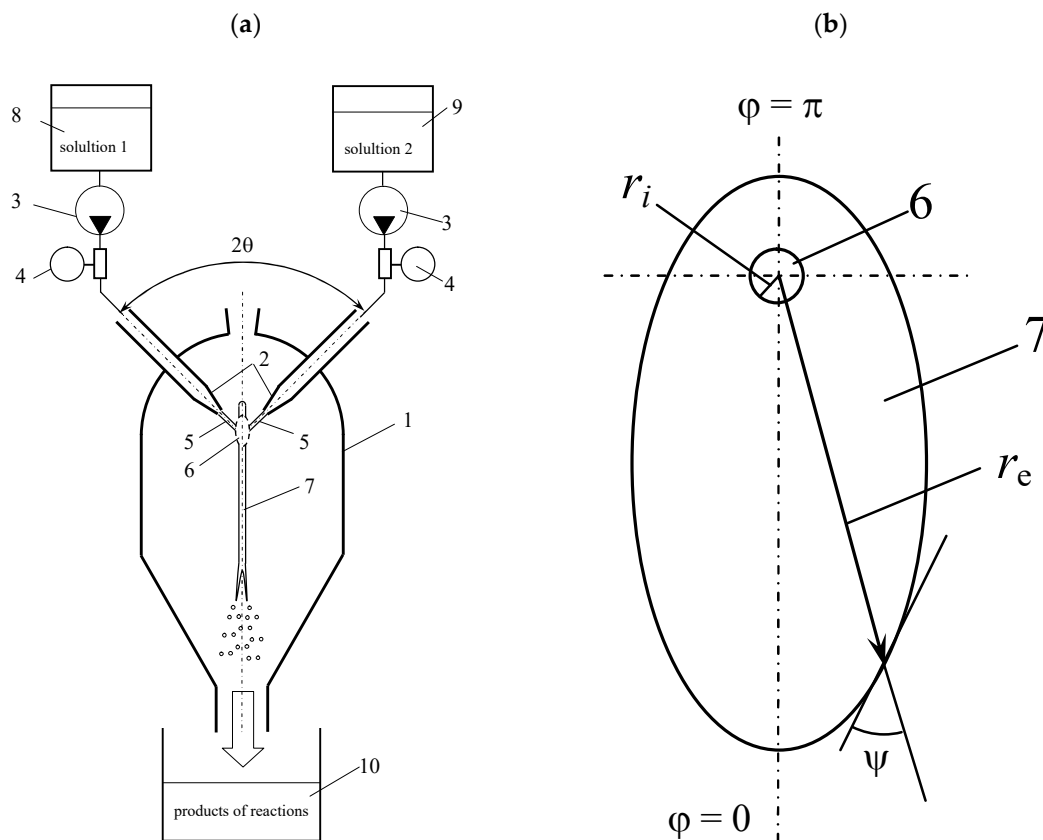 (a)
8
solultion 1
3
4
2θ
9
solultion 2
3
4
2
5
5
1
6
7
10
products of reactions
(b)
φ = π
r_i
6
7
r_e
ψ
φ = 0